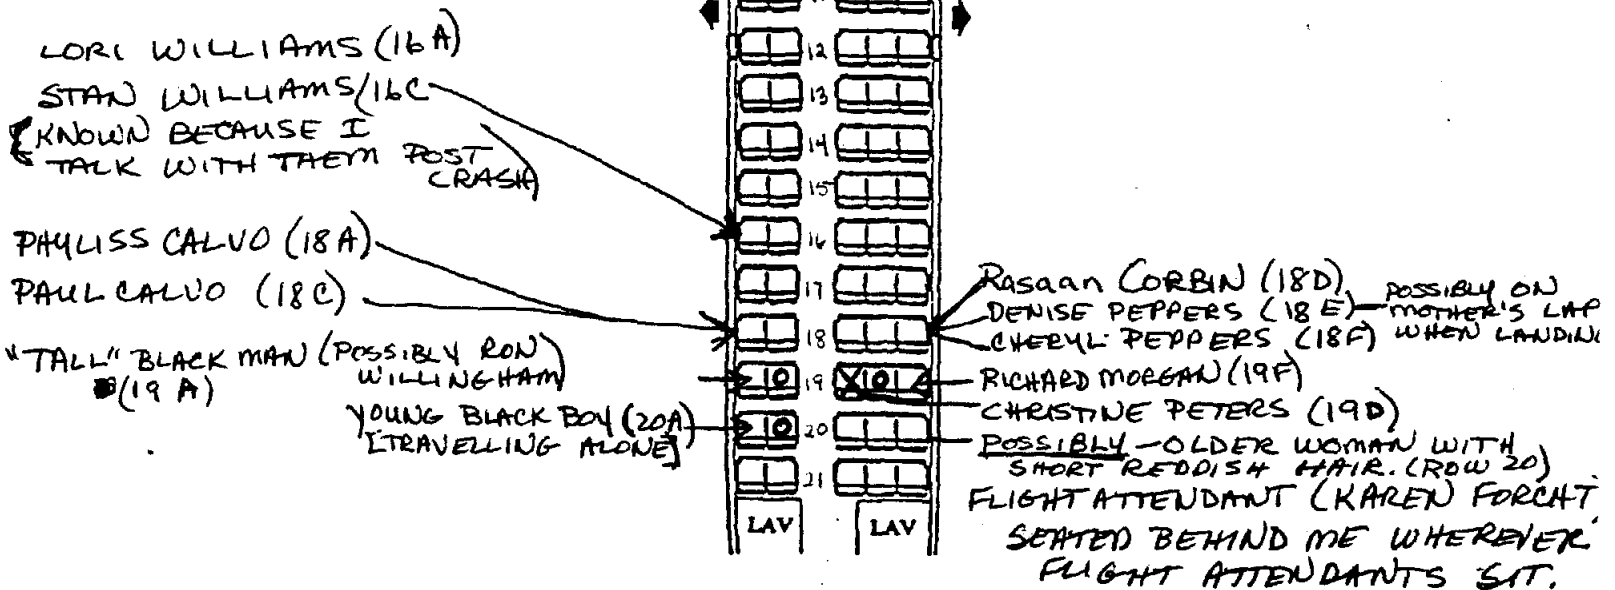 LORI WILLIAMS (16A)
STAN WILLIAMS/16C
(KNOWN BECAUSE I
TALK WITH THEM POST
CRASH)
PHYLISS CALVO (18A)
PAUL CALVO (18C)
"TALL" BLACK MAN (POSSIBLY RON
WILLINGHAM)
(19A)
YOUNG BLACK BOY (20A)
[TRAVELLING ALONE]
12
13
14
15
16
17
18
19
20
21
LAV LAV
Rasaan CORBIN (18D)
DENISE PEPPERS (18E) — POSSIBLY ON
MOTHER'S LAP
WHEN LANDING
CHERYL PEPPERS (18F)
RICHARD MORGAN (19F)
CHRISTINE PETERS (19D)
POSSIBLY — OLDER WOMAN WITH
SHORT REDDISH HAIR. (ROW 20)
FLIGHT ATTENDANT (KAREN FORCHT
SEATED BEHIND ME WHEREVER
FLIGHT ATTENDANTS SIT.